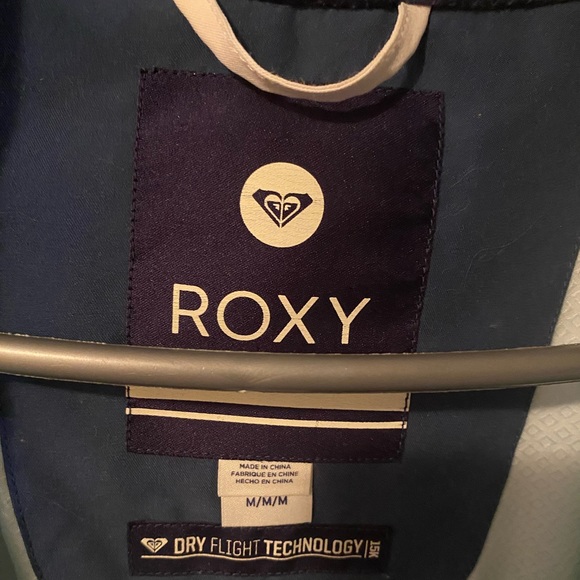 ROXY
MADE IN CHINA
FABRIQUE EN CHINE
HECHO EN CHINA
M/M/M
DRY FLIGHT TECHNOLOGY 15K